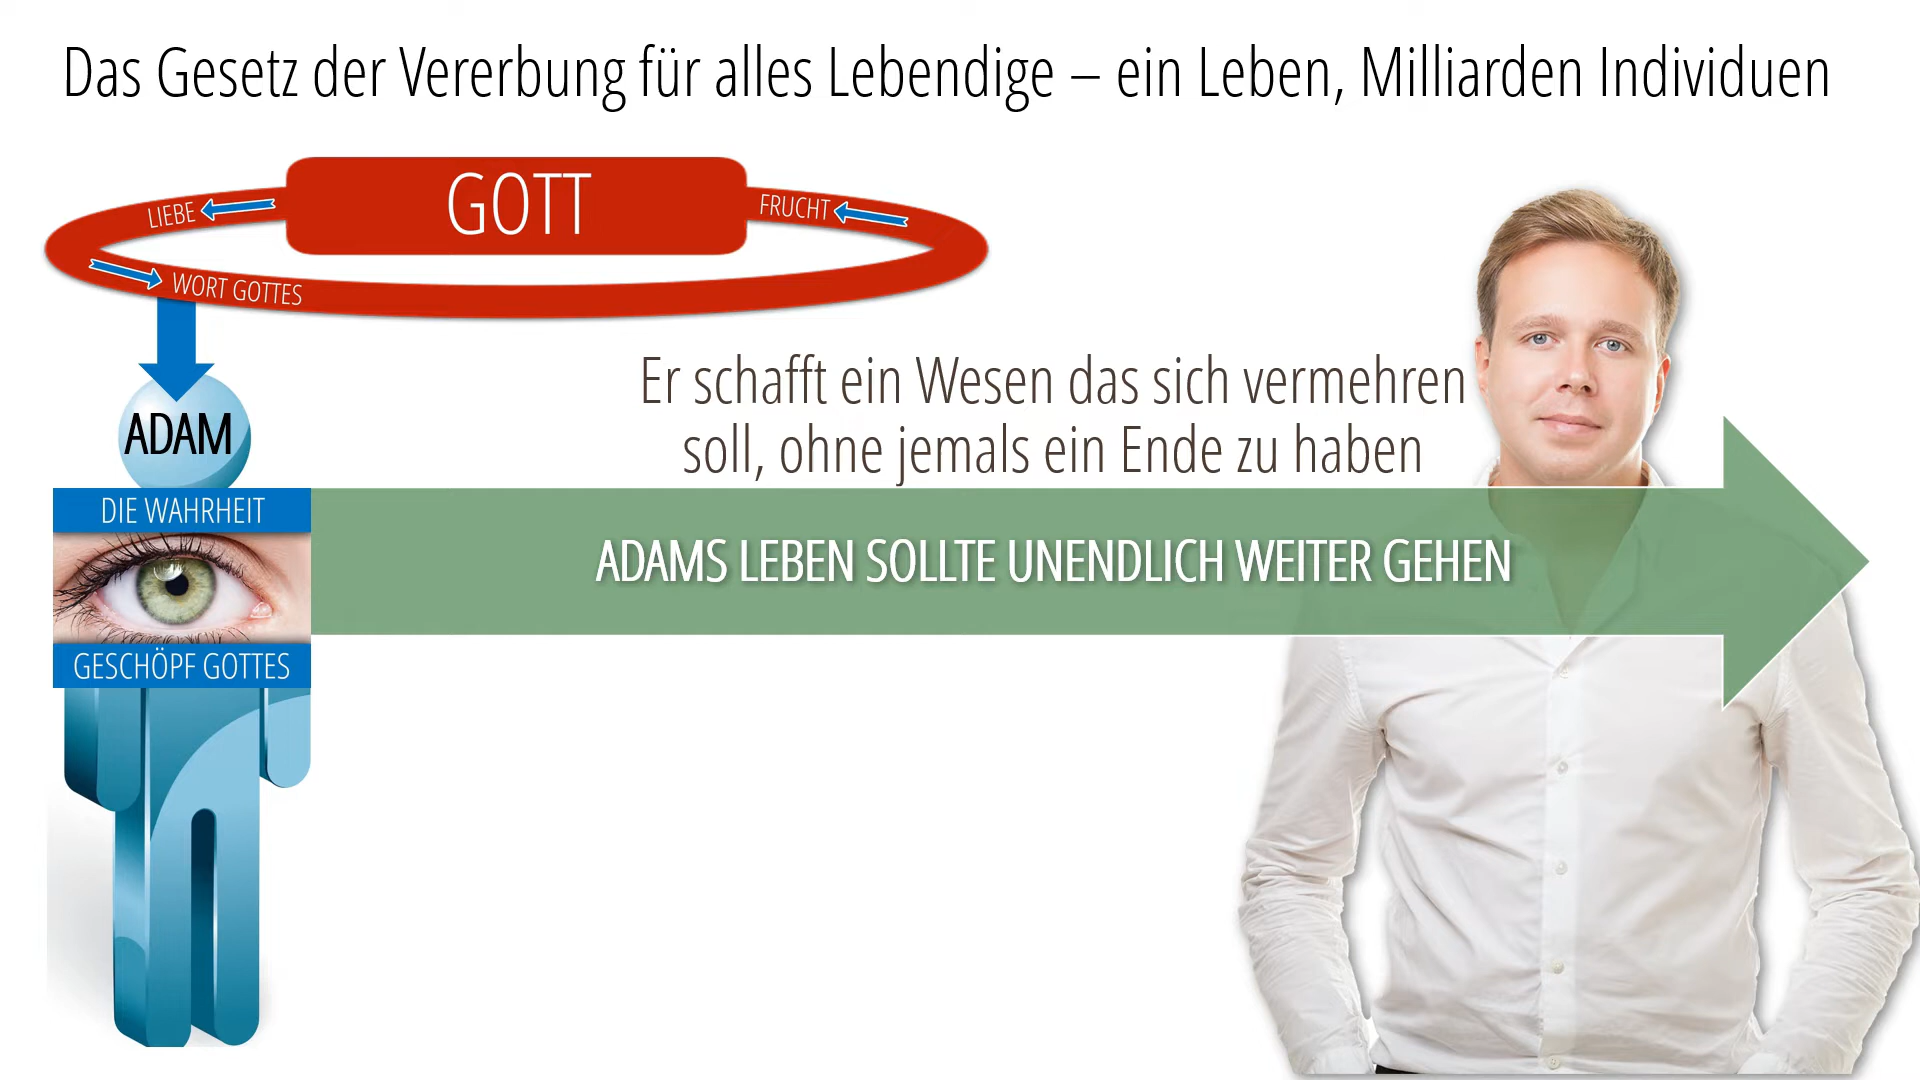 Das Gesetz der Vererbung für alles Lebendige – ein Leben, Milliarden Individuen
GOTT
LIEBE
FRUCHT
WORT GOTTES
Er schafft ein Wesen das sich vermehren
soll, ohne jemals ein Ende zu haben
ADAM
DIE WAHRHEIT
ADAMS LEBEN SOLLTE UNENDLICH WEITER GEHEN
GESCHÖPF GOTTES